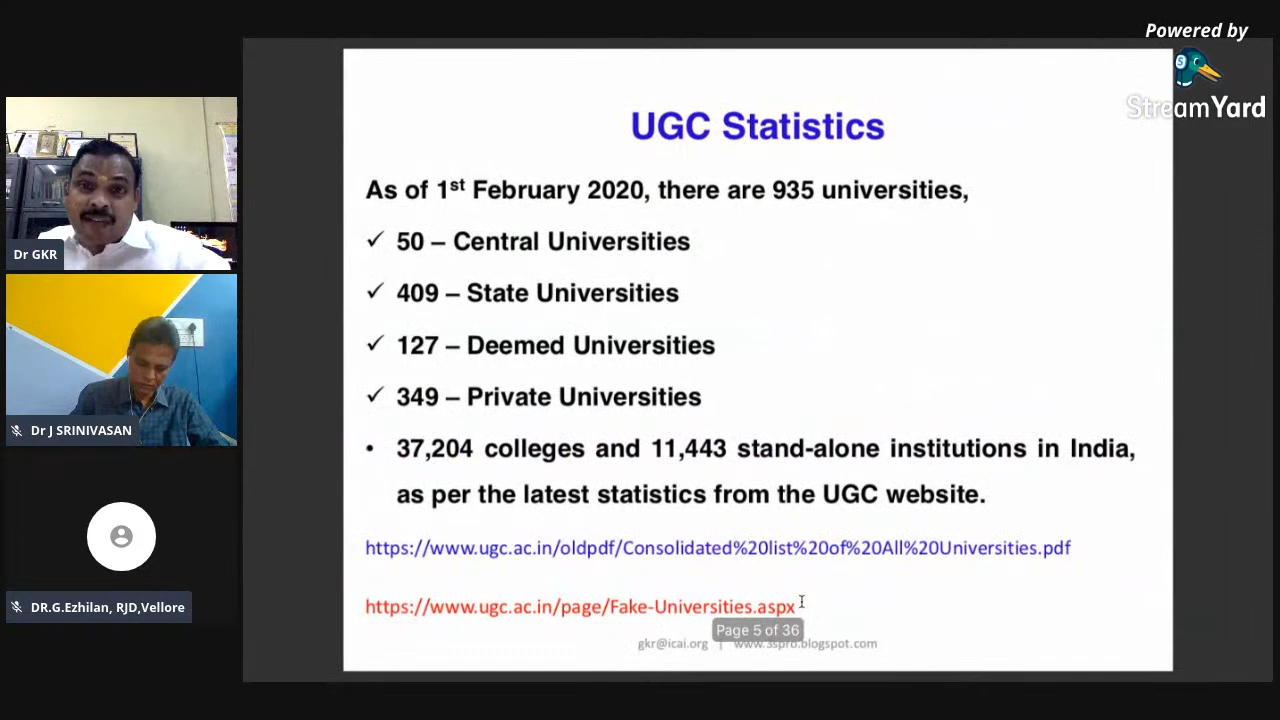 Powered by
StreamYard
UGC Statistics
As of 1st February 2020, there are 935 universities,
✓ 50 – Central Universities
✓ 409 – State Universities
✓ 127 – Deemed Universities
✓ 349 – Private Universities
• 37,204 colleges and 11,443 stand-alone institutions in India,
as per the latest statistics from the UGC website.
https://www.ugc.ac.in/oldpdf/Consolidated%20list%20of%20All%20Universities.pdf
https://www.ugc.ac.in/page/Fake-Universities.aspx
Page 5 of 36
gkr@icai.org | www.3spro.blogspot.com
Dr GKR
Dr J SRINIVASAN
DR.G.Ezhilan, RJD,Vellore